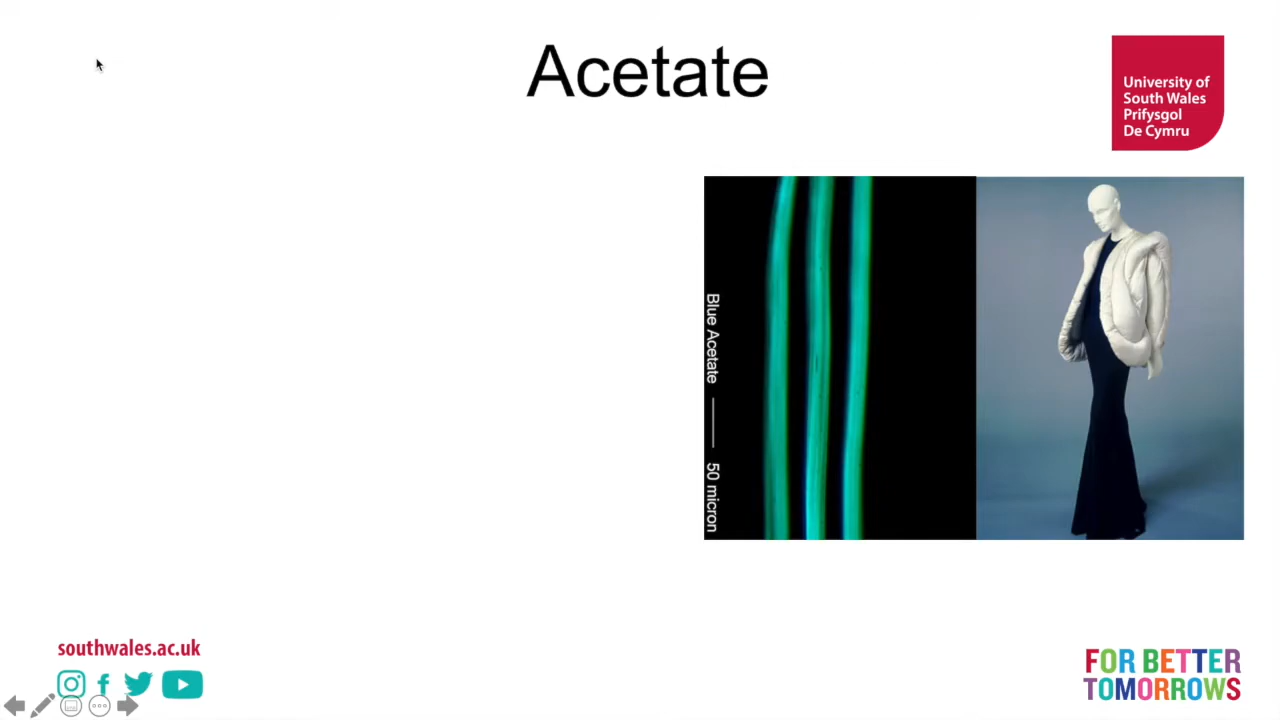 Acetate
University of
South Wales
Prifysgol
De Cymru
Blue Acetate
50 micron
southwales.ac.uk
FOR BETTER
TOMORROWS